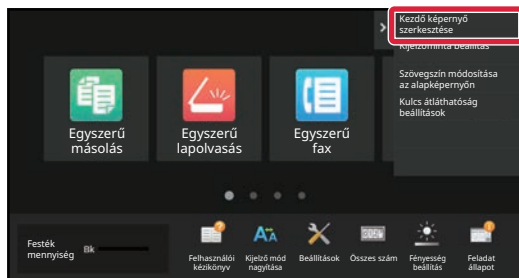 Kezdő képernyő
szerkesztése
Kijelzőminta beállítás
Szövegszín módosítása
az alapképernyőn
Kulcs átláthatóság
beállítások
Egyszerű
másolás
Egyszerű
lapolvasás
Egyszerű
fax
Festék
mennyiség
Bk
Felhasználói
kézikönyv
Kijelző mód
nagyítása
Beállítások
Összes szám
Fényesség
beállítás
Feladat
állapot